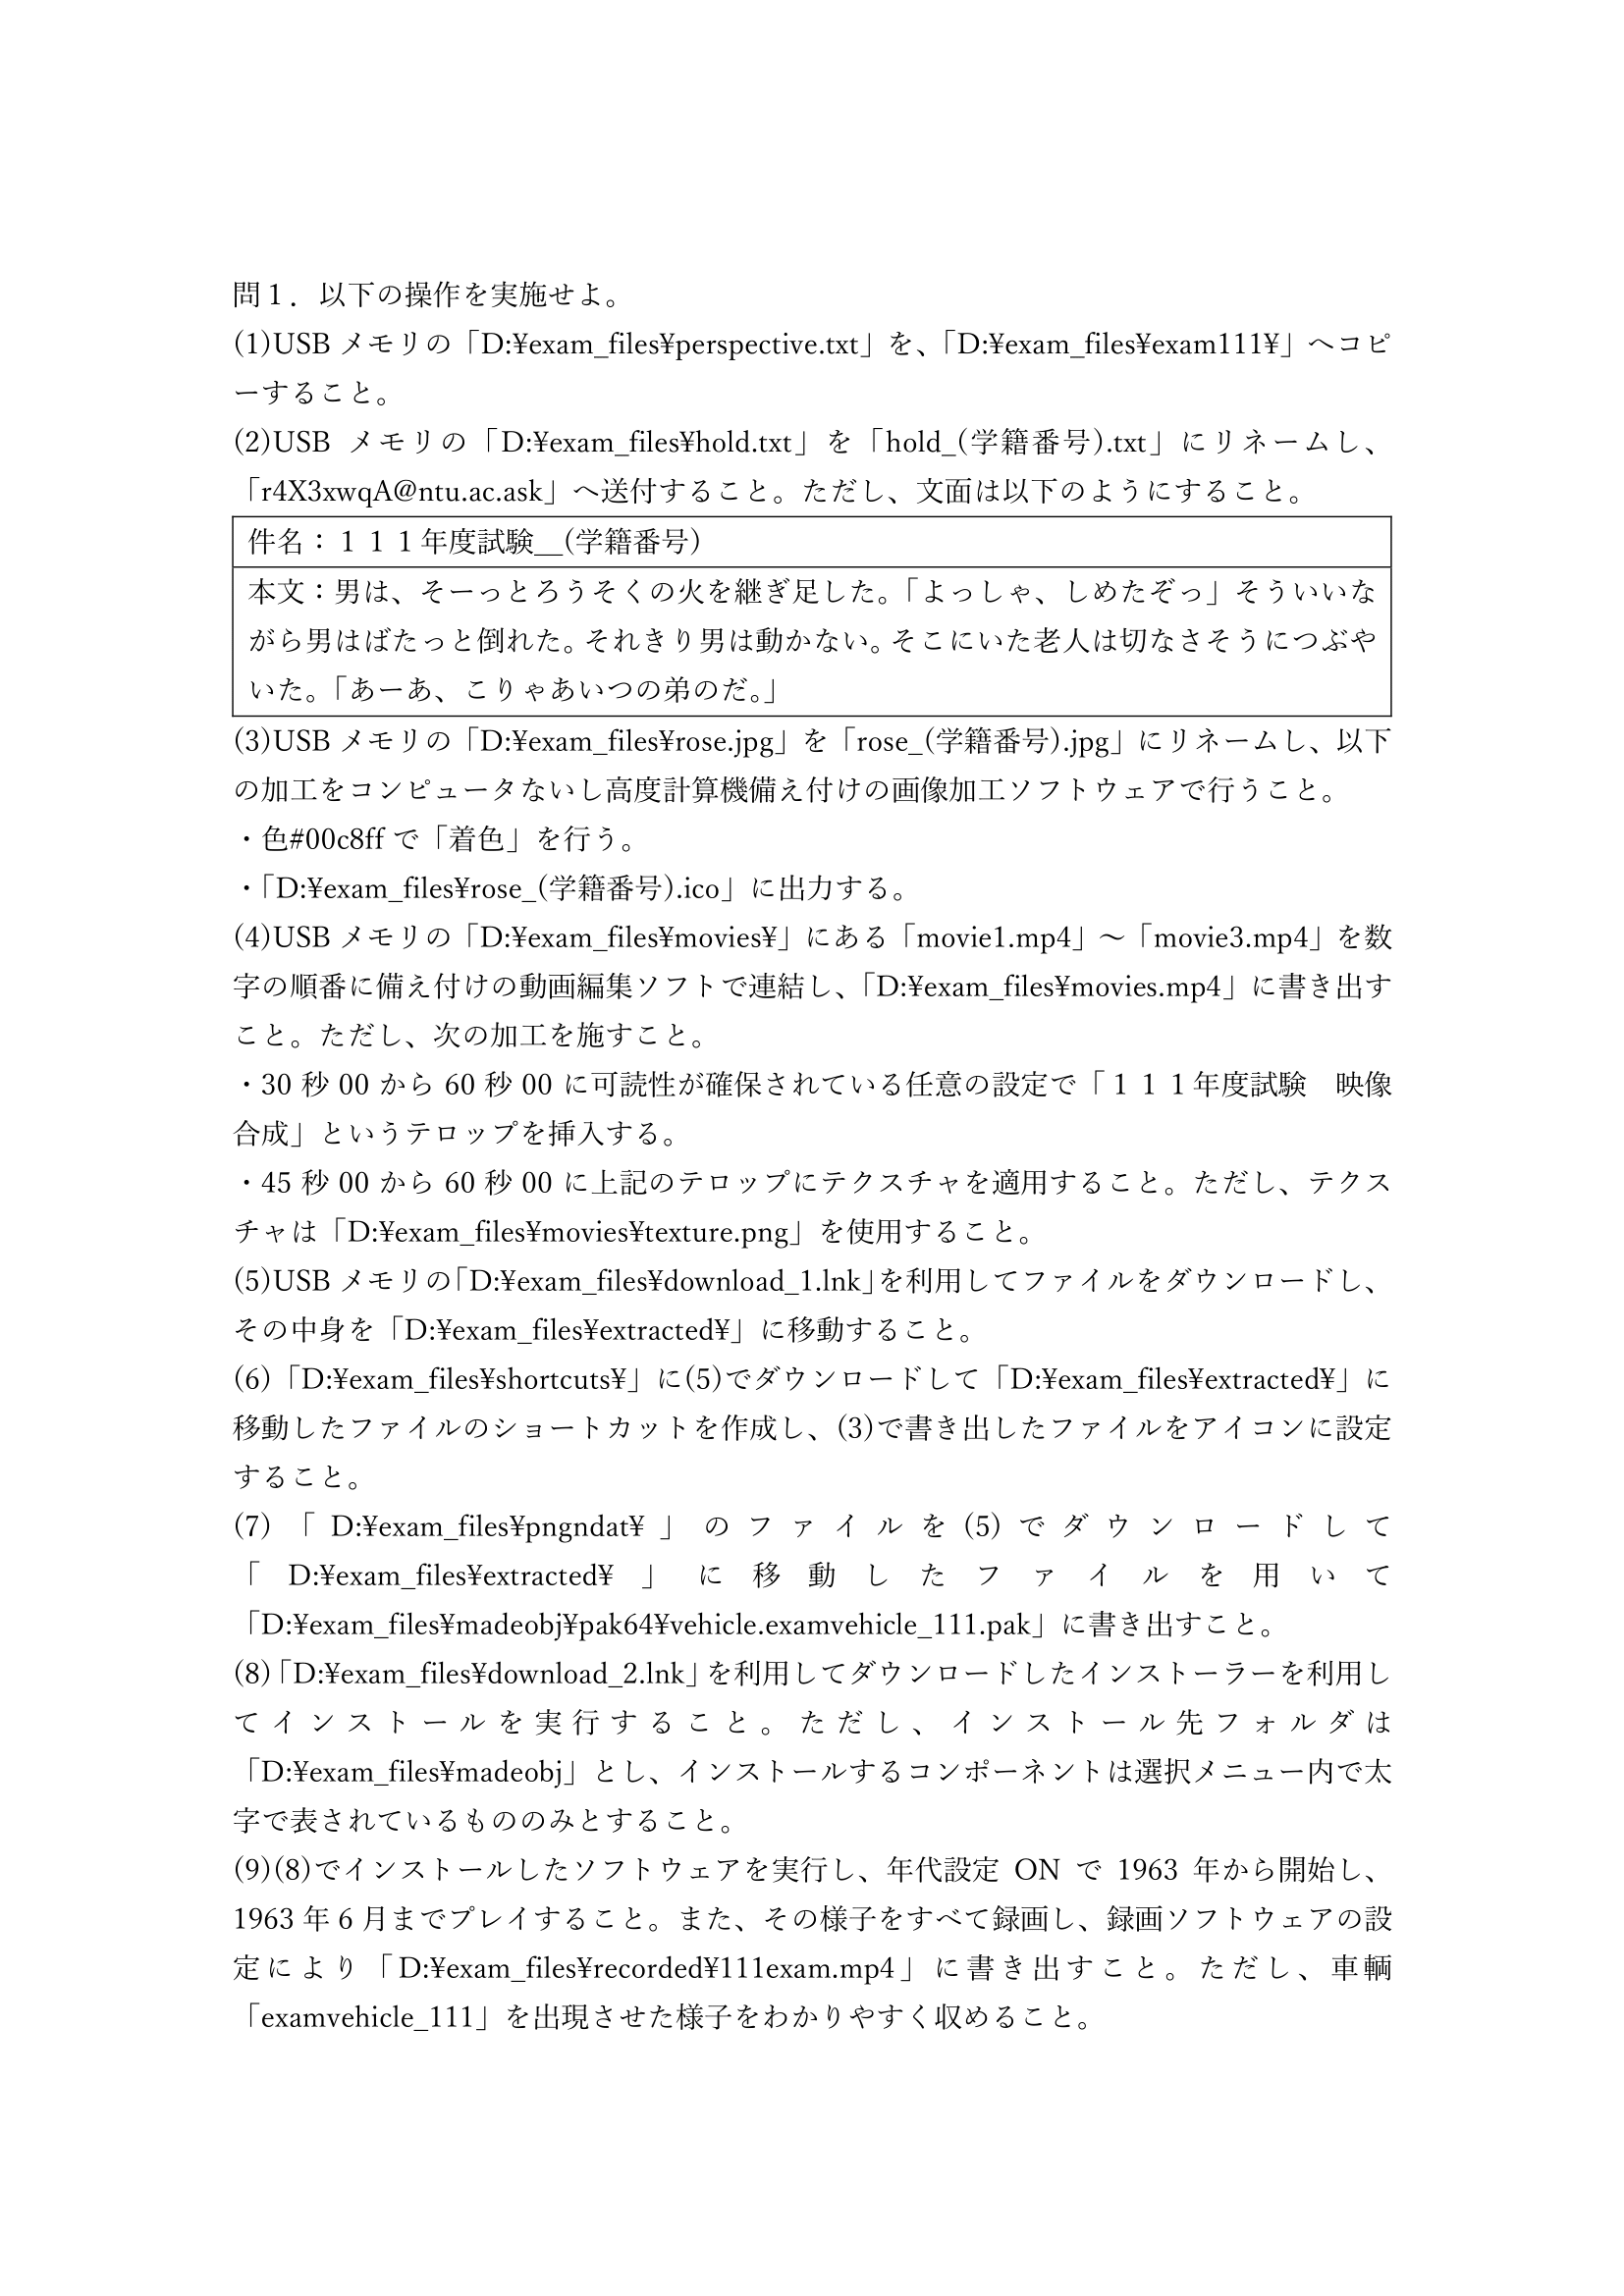 問１．以下の操作を実施せよ。
(1)USB メモリの「D:¥exam_files¥perspective.txt」を、「D:¥exam_files¥exam111¥」へコピ
ーすること。
(2)USB メモリの「D:¥exam_files¥hold.txt」を「hold_(学籍番号).txt」にリネームし、
「r4X3xwqA@ntu.ac.ask」へ送付すること。ただし、文面は以下のようにすること。
件名：１１１年度試験＿(学籍番号)
本文：男は、そーっとろうそくの火を継ぎ足した。「よっしゃ、しめたぞっ」そういいな
がら男はばたっと倒れた。それきり男は動かない。そこにいた老人は切なさそうにつぶや
いた。「あーあ、こりゃあいつの弟のだ。」
(3)USB メモリの「D:¥exam_files¥rose.jpg」を「rose_(学籍番号).jpg」にリネームし、以下
の加工をコンピュータないし高度計算機備え付けの画像加工ソフトウェアで行うこと。
・色#00c8ff で「着色」を行う。
・「D:¥exam_files¥rose_(学籍番号).ico」に出力する。
(4)USB メモリの「D:¥exam_files¥movies¥」にある「movie1.mp4」～「movie3.mp4」を数
字の順番に備え付けの動画編集ソフトで連結し、「D:¥exam_files¥movies.mp4」に書き出す
こと。ただし、次の加工を施すこと。
・30 秒 00 から 60 秒 00 に可読性が確保されている任意の設定で「１１１年度試験　映像
合成」というテロップを挿入する。
・45 秒 00 から 60 秒 00 に上記のテロップにテクスチャを適用すること。ただし、テクス
チャは「D:¥exam_files¥movies¥texture.png」を使用すること。
(5)USB メモリの「D:¥exam_files¥download_1.lnk」を利用してファイルをダウンロードし、
その中身を「D:¥exam_files¥extracted¥」に移動すること。
(6)「D:¥exam_files¥shortcuts¥」に(5)でダウンロードして「D:¥exam_files¥extracted¥」に
移動したファイルのショートカットを作成し、(3)で書き出したファイルをアイコンに設定
すること。
(7)「D:¥exam_files¥pngndat¥」のファイルを(5)でダウンロードして
「D:¥exam_files¥extracted¥」に移動したファイルを用いて
「D:¥exam_files¥madeobj¥pak64¥vehicle.examvehicle_111.pak」に書き出すこと。
(8)「D:¥exam_files¥download_2.lnk」を利用してダウンロードしたインストーラーを利用し
てインストールを実行すること。ただし、インストール先フォルダは
「D:¥exam_files¥madeobj」とし、インストールするコンポーネントは選択メニュー内で太
字で表されているもののみとすること。
(9)(8)でインストールしたソフトウェアを実行し、年代設定 ON で 1963 年から開始し、
1963 年 6 月までプレイすること。また、その様子をすべて録画し、録画ソフトウェアの設
定により「D:¥exam_files¥recorded¥111exam.mp4」に書き出すこと。ただし、車輌
「examvehicle_111」を出現させた様子をわかりやすく収めること。